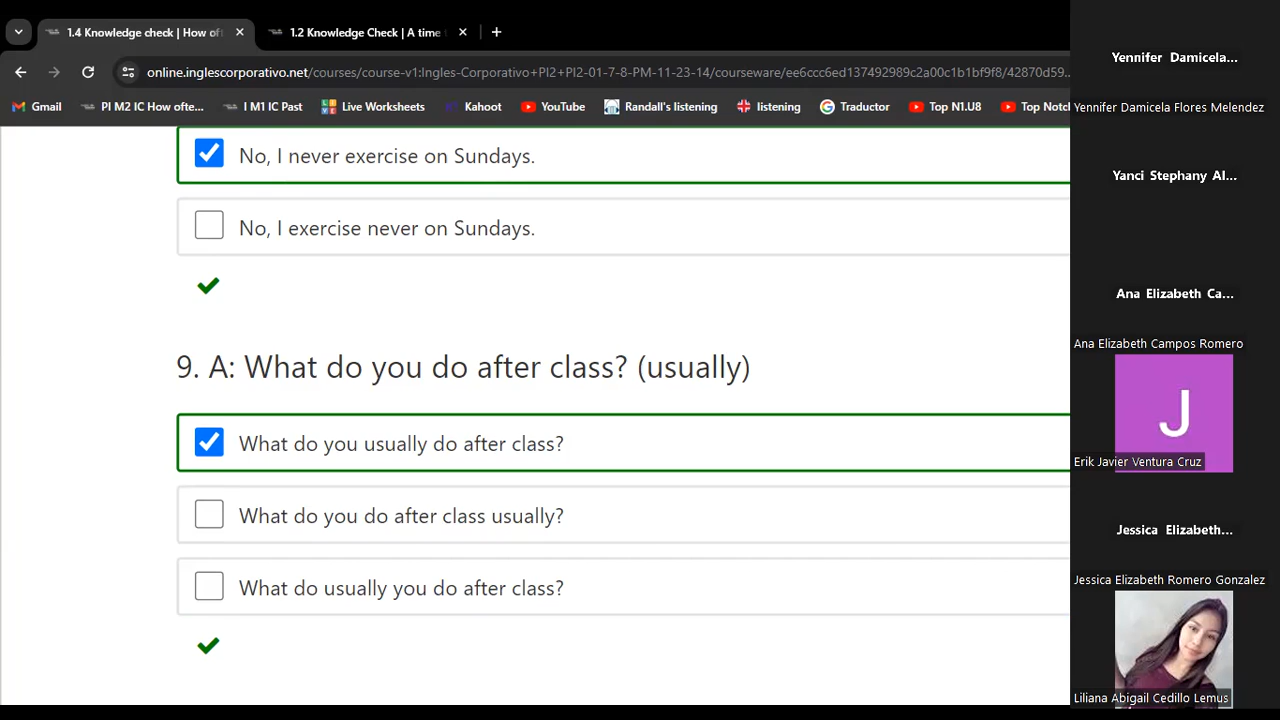 1.4 Knowledge check | How of
1.2 Knowledge Check | A time
online.inglescorporativo.net/courses/course-v1:Ingles-Corporativo+PI2+PI2-01-7-8-PM-11-23-14/courseware/ee6ccc6ed137492989c2a00c1b1bf9f8/42870d59...
Gmail PI M2 IC How ofte... I M1 IC Past Live Worksheets Kahoot YouTube Randall's listening listening Traductor Top N1.U8 Top Notch
No, I never exercise on Sundays.
No, I exercise never on Sundays.
9. A: What do you do after class? (usually)
What do you usually do after class?
What do you do after class usually?
What do usually you do after class?
Yennifer Damicela...
Yennifer Damicela Flores Melendez
Yanci Stephany Al...
Ana Elizabeth Ca...
Ana Elizabeth Campos Romero
J
Erik Javier Ventura Cruz
Jessica Elizabeth...
Jessica Elizabeth Romero Gonzalez
Liliana Abigail Cedillo Lemus